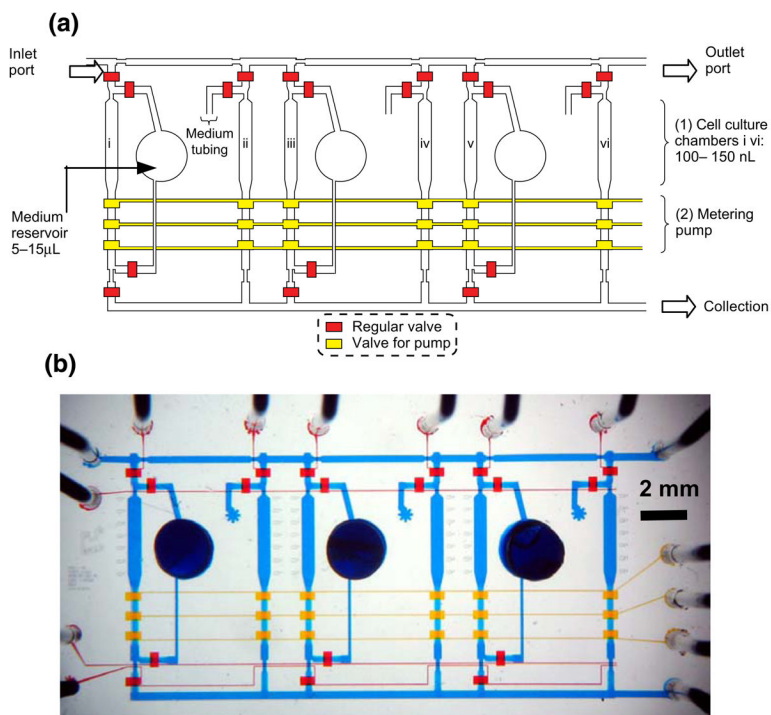 (a)
Inlet
port
Outlet
port
Medium
tubing
i
ii
iii
iv
v
vi
(1) Cell culture
chambers i vi:
100– 150 nL
Medium
reservoir
5–15µL
(2) Metering
pump
Collection
Regular valve
Valve for pump
(b)
2 mm